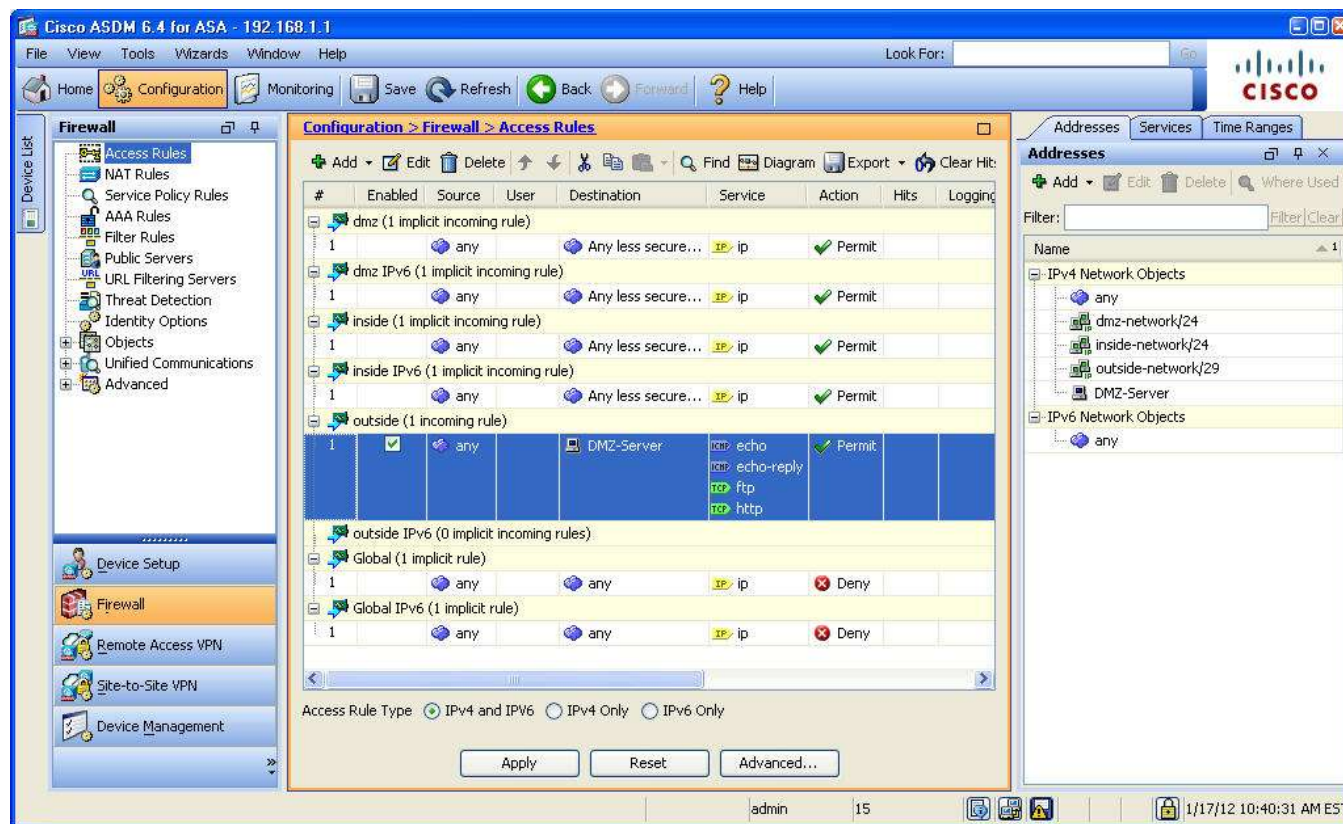 Cisco ASDM 6.4 for ASA - 192.168.1.1
File View Tools Wizards Window Help Look For: Go
Home Configuration Monitoring Save Refresh Back Forward Help
CISCO
Device List
Firewall
Access Rules
NAT Rules
Service Policy Rules
AAA Rules
Filter Rules
Public Servers
URL URL Filtering Servers
Threat Detection
Identity Options
Objects
Unified Communications
Advanced
Device Setup
Firewall
Remote Access VPN
Site-to-Site VPN
Device Management
Configuration > Firewall > Access Rules
Add Edit Delete Find Diagram Export Clear Hits
# Enabled Source User Destination Service Action Hits Logging
dmz (1 implicit incoming rule)
1 any Any less secure... IP ip Permit
dmz IPv6 (1 implicit incoming rule)
1 any Any less secure... IP ip Permit
inside (1 implicit incoming rule)
1 any Any less secure... IP ip Permit
inside IPv6 (1 implicit incoming rule)
1 any Any less secure... IP ip Permit
outside (1 incoming rule)
1 any DMZ-Server ICMP echo Permit
ICMP echo-reply
TCP ftp
TCP http
outside IPv6 (0 implicit incoming rules)
Global (1 implicit rule)
1 any any IP ip Deny
Global IPv6 (1 implicit rule)
1 any any IP ip Deny
Access Rule Type IPv4 and IPV6 IPv4 Only IPv6 Only
Apply Reset Advanced...
Addresses Services Time Ranges
Addresses
Add Edit Delete Where Used
Filter: Filter Clear
Name 1
IPv4 Network Objects
any
dmz-network/24
inside-network/24
outside-network/29
DMZ-Server
IPv6 Network Objects
any
admin 15 1/17/12 10:40:31 AM EST